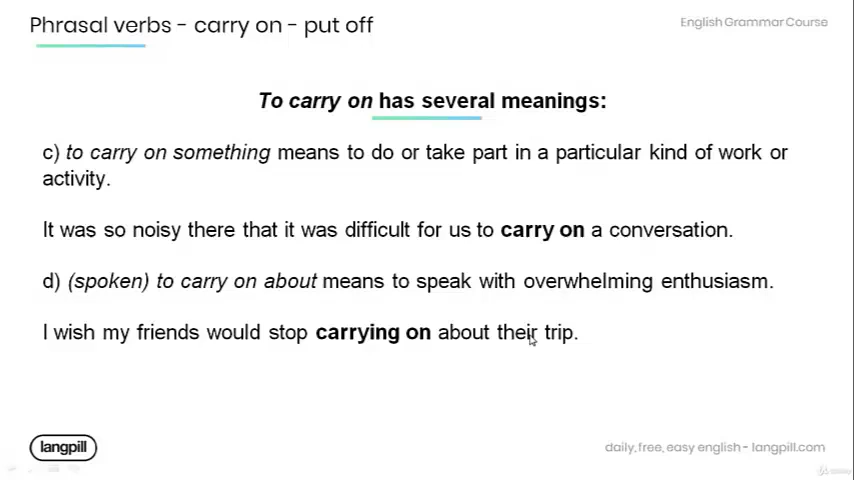 Phrasal verbs - carry on - put off
English Grammar Course
To carry on has several meanings:
c) to carry on something means to do or take part in a particular kind of work or
activity.
It was so noisy there that it was difficult for us to carry on a conversation.
d) (spoken) to carry on about means to speak with overwhelming enthusiasm.
I wish my friends would stop carrying on about their trip.
langpill
daily, free, easy english - langpill.com